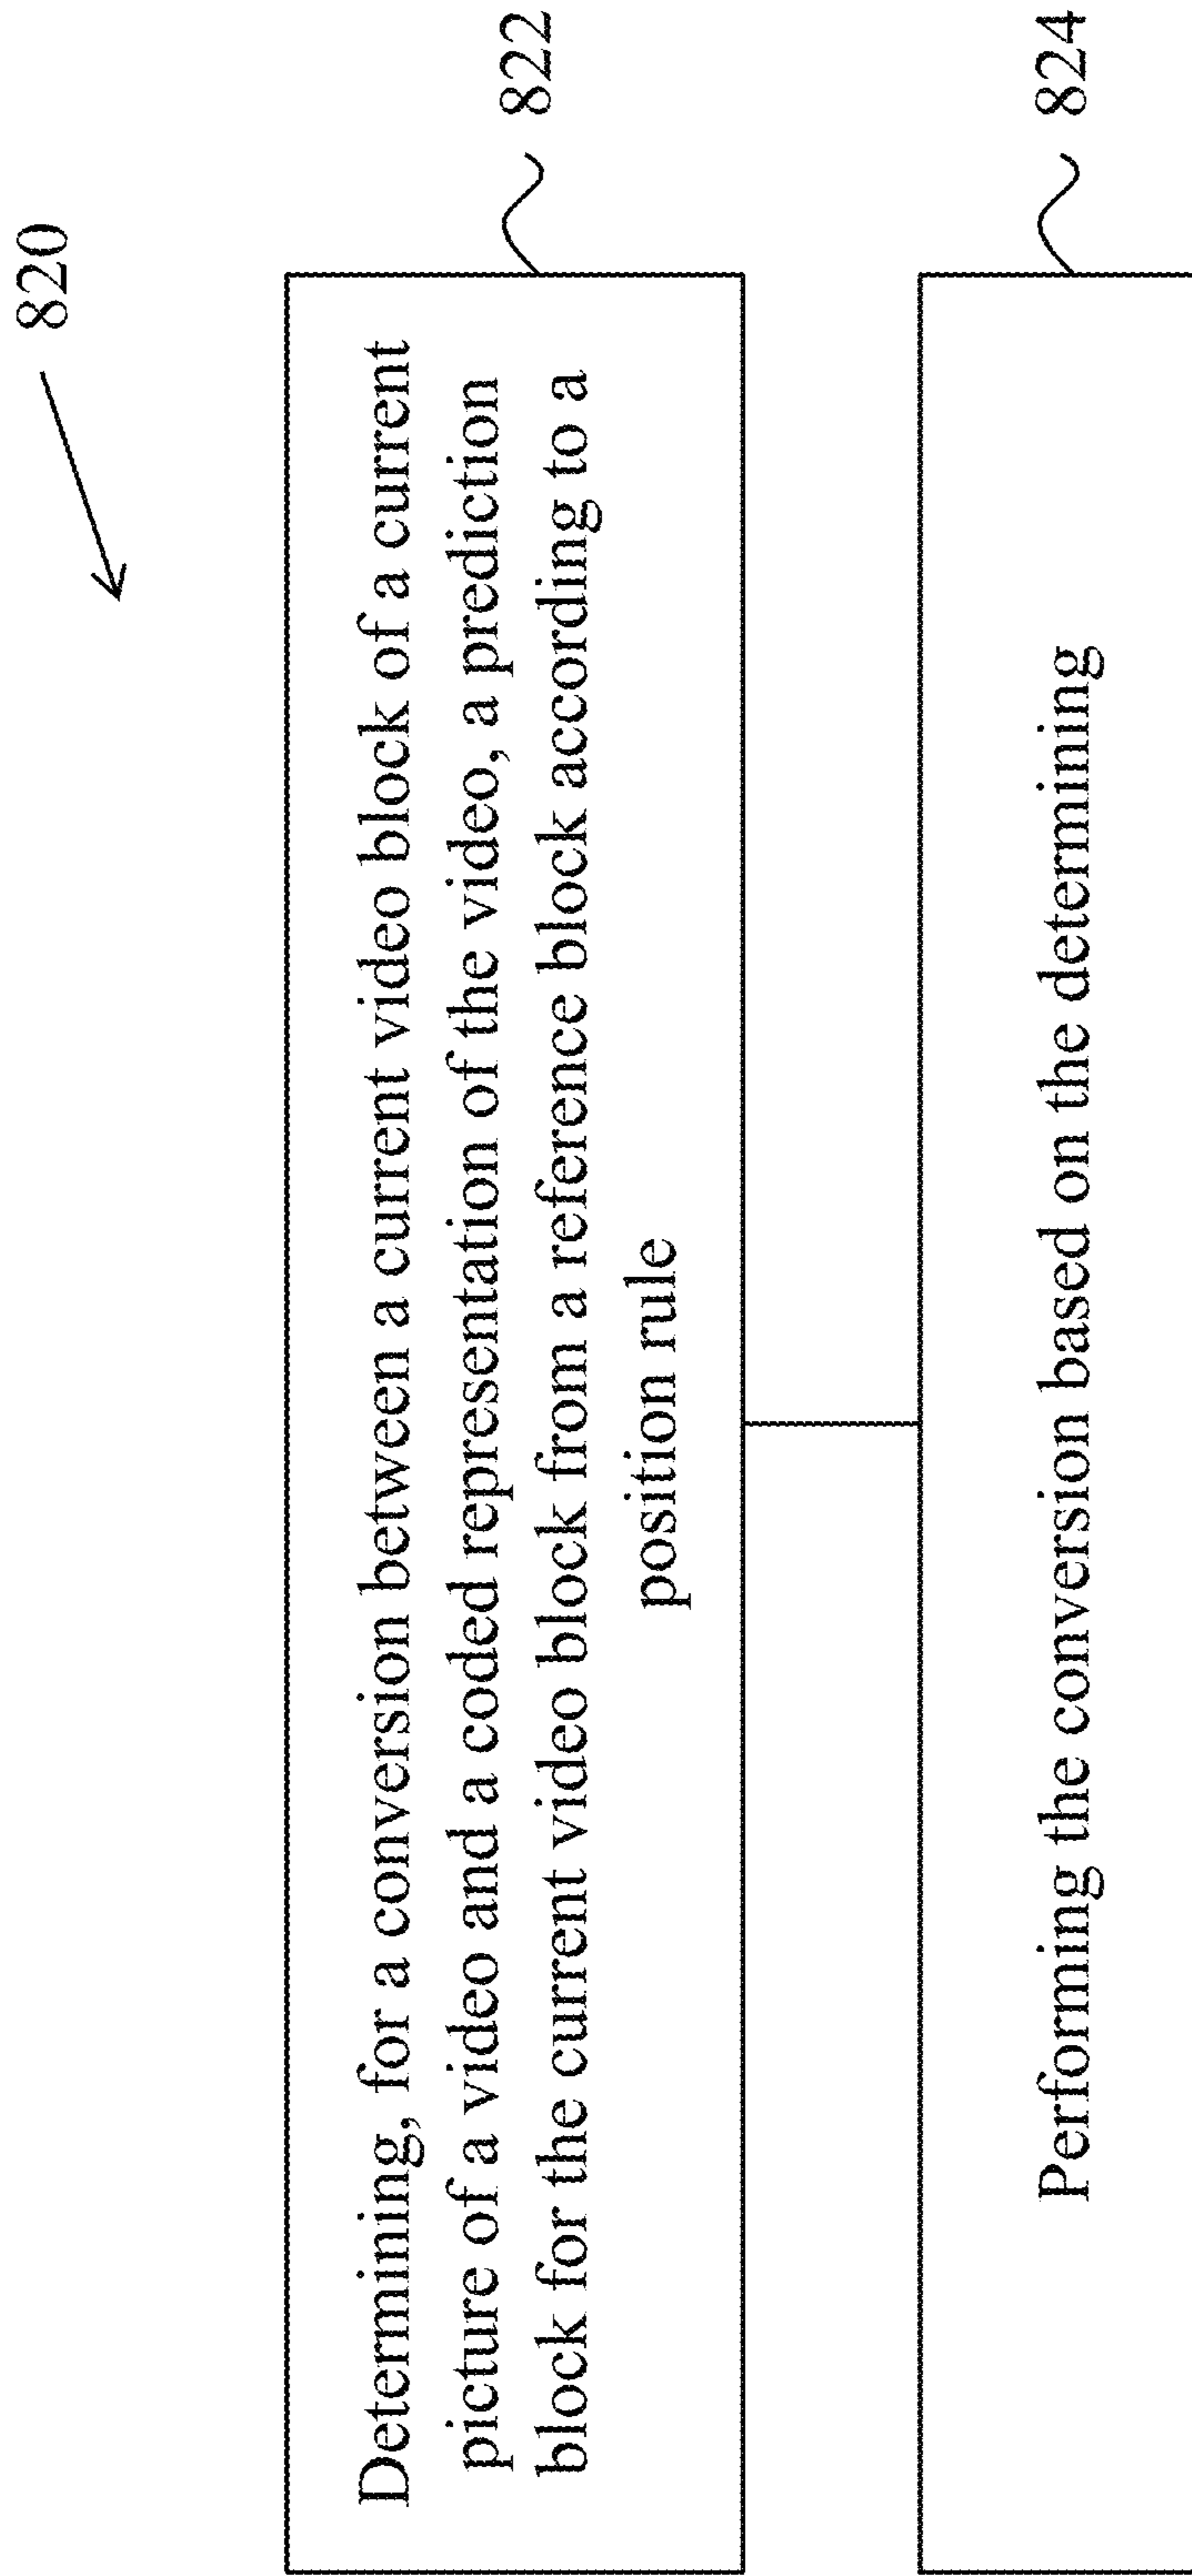 820
Determining, for a conversion between a current video block of a current
picture of a video and a coded representation of the video, a prediction
block for the current video block from a reference block according to a
position rule
822
Performing the conversion based on the determining
824